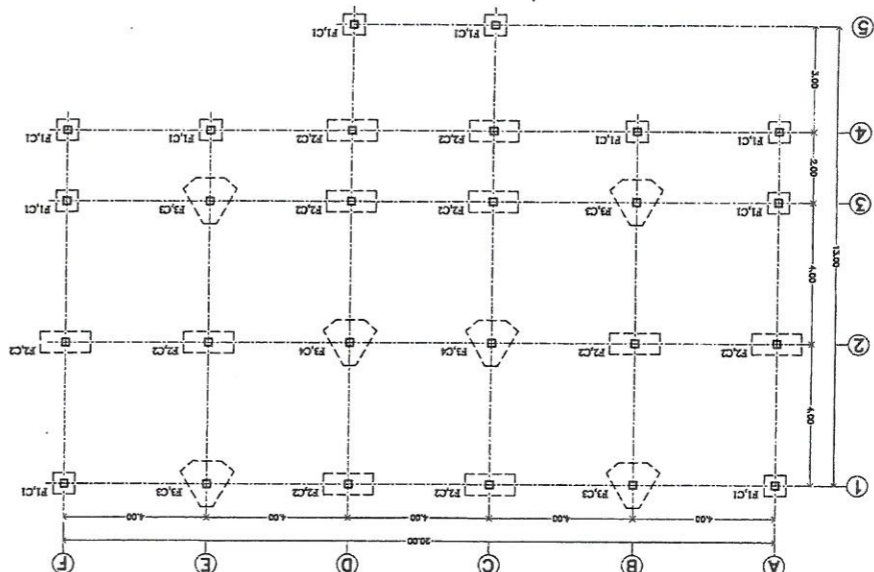 A B C D E F
20.00
4.00 4.00 4.00 4.00 4.00
1 F1,C1 F3,C3 F2,C2 F2,C2 F3,C3 F1,C1
4.00
2 F2,C2 F2,C2 F3,C4 F3,C4 F2,C2 F2,C2
13.00 4.00
3 F1,C1 F3,C3 F2,C2 F2,C2 F3,C3 F1,C1
2.00
4 F1,C1 F1,C1 F2,C2 F2,C2 F1,C1 F1,C1
3.00
5 F1,C1 F1,C1